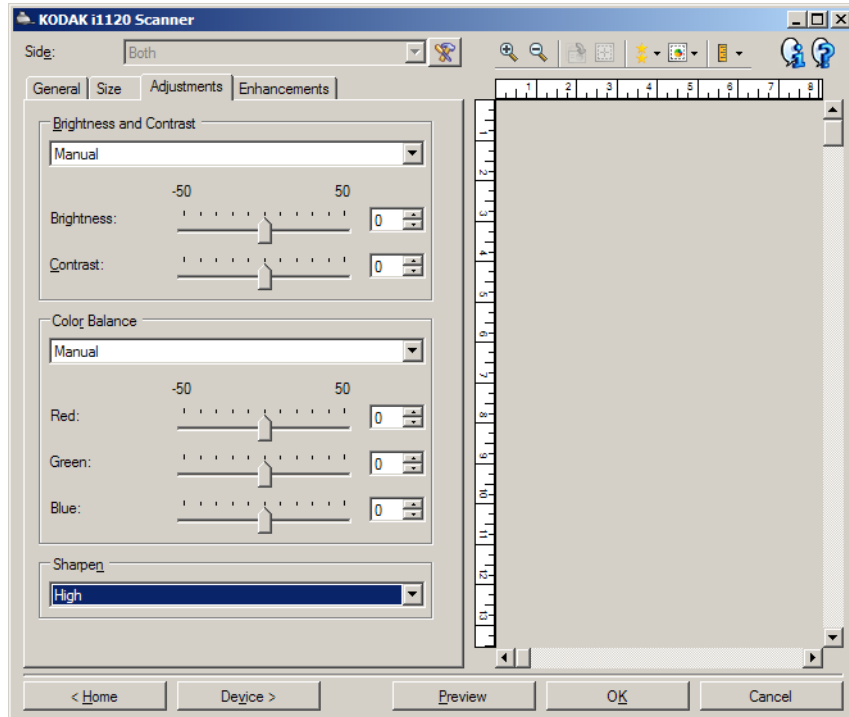 KODAK i1120 Scanner
Side: Both
General Size Adjustments Enhancements
Brightness and Contrast
Manual
-50 50
Brightness: 0
Contrast: 0
Color Balance
Manual
-50 50
Red: 0
Green: 0
Blue: 0
Sharpen
High
1 2 3 4 5 6 7 8
1
2
3
4
5
6
7
8
9
10
11
12
13
< Home Device > Preview OK Cancel